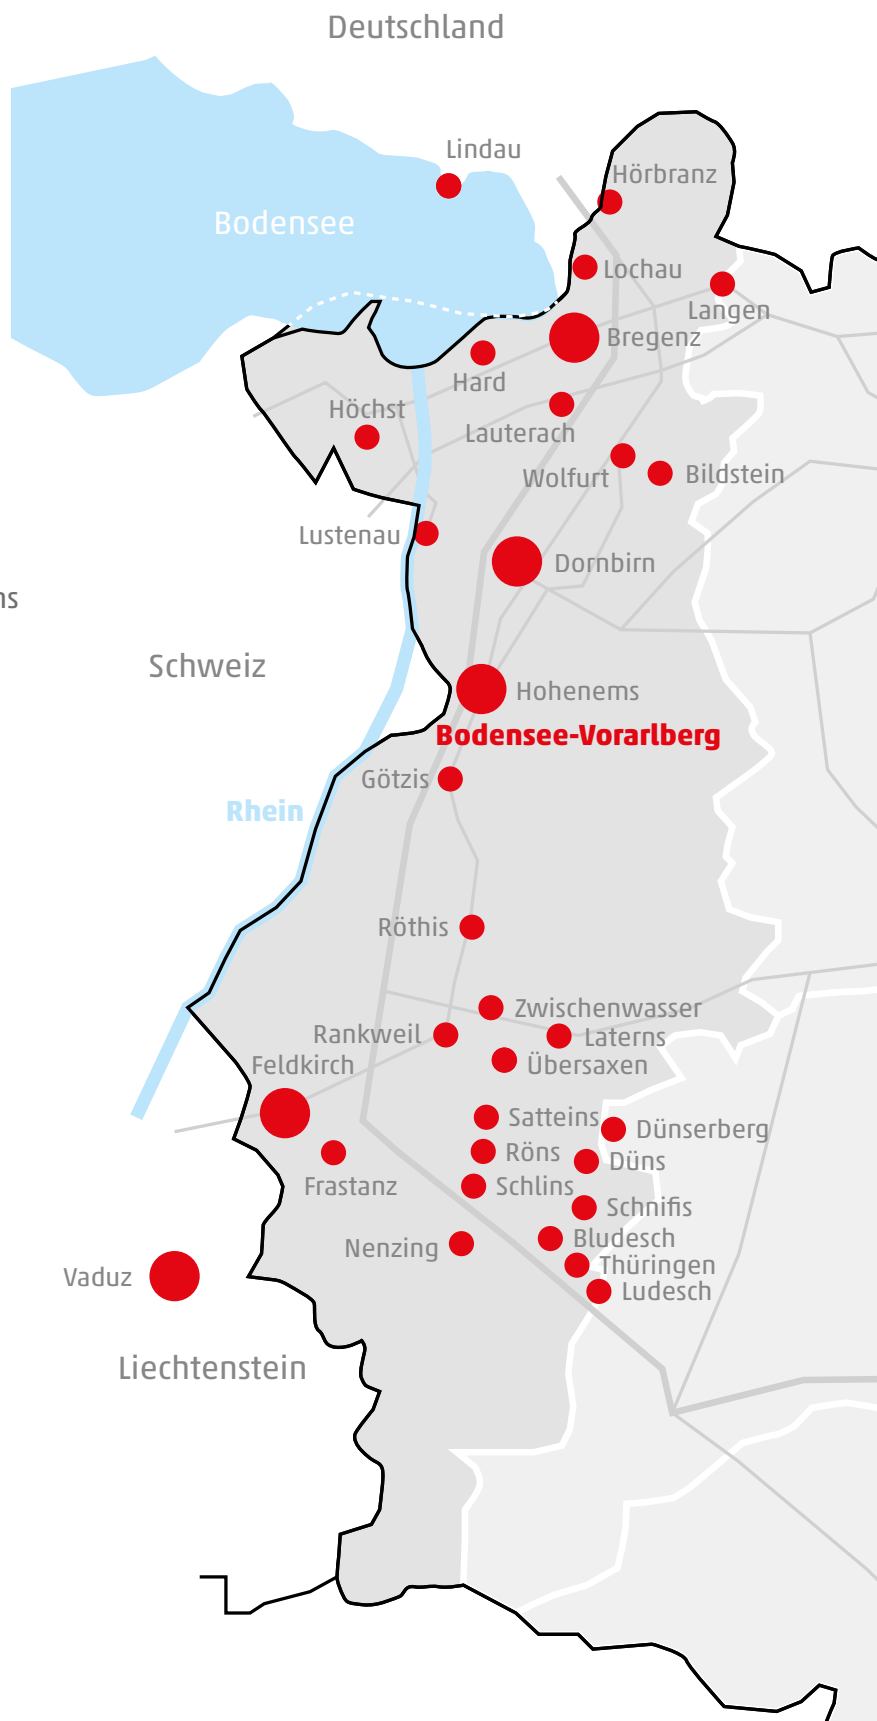 Deutschland
Lindau
Hörbranz
Bodensee
Lochau
Langen
Bregenz
Hard
Höchst
Lauterach
Wolfurt
Bildstein
Lustenau
Dornbirn
ns
Schweiz
Hohenems
Bodensee-Vorarlberg
Götzis
Rhein
Röthis
Zwischenwasser
Rankweil
Laterns
Feldkirch
Übersaxen
Satteins
Dünserberg
Röns
Düns
Frastanz
Schlins
Schnifis
Nenzing
Bludesch
Thüringen
Vaduz
Ludesch
Liechtenstein